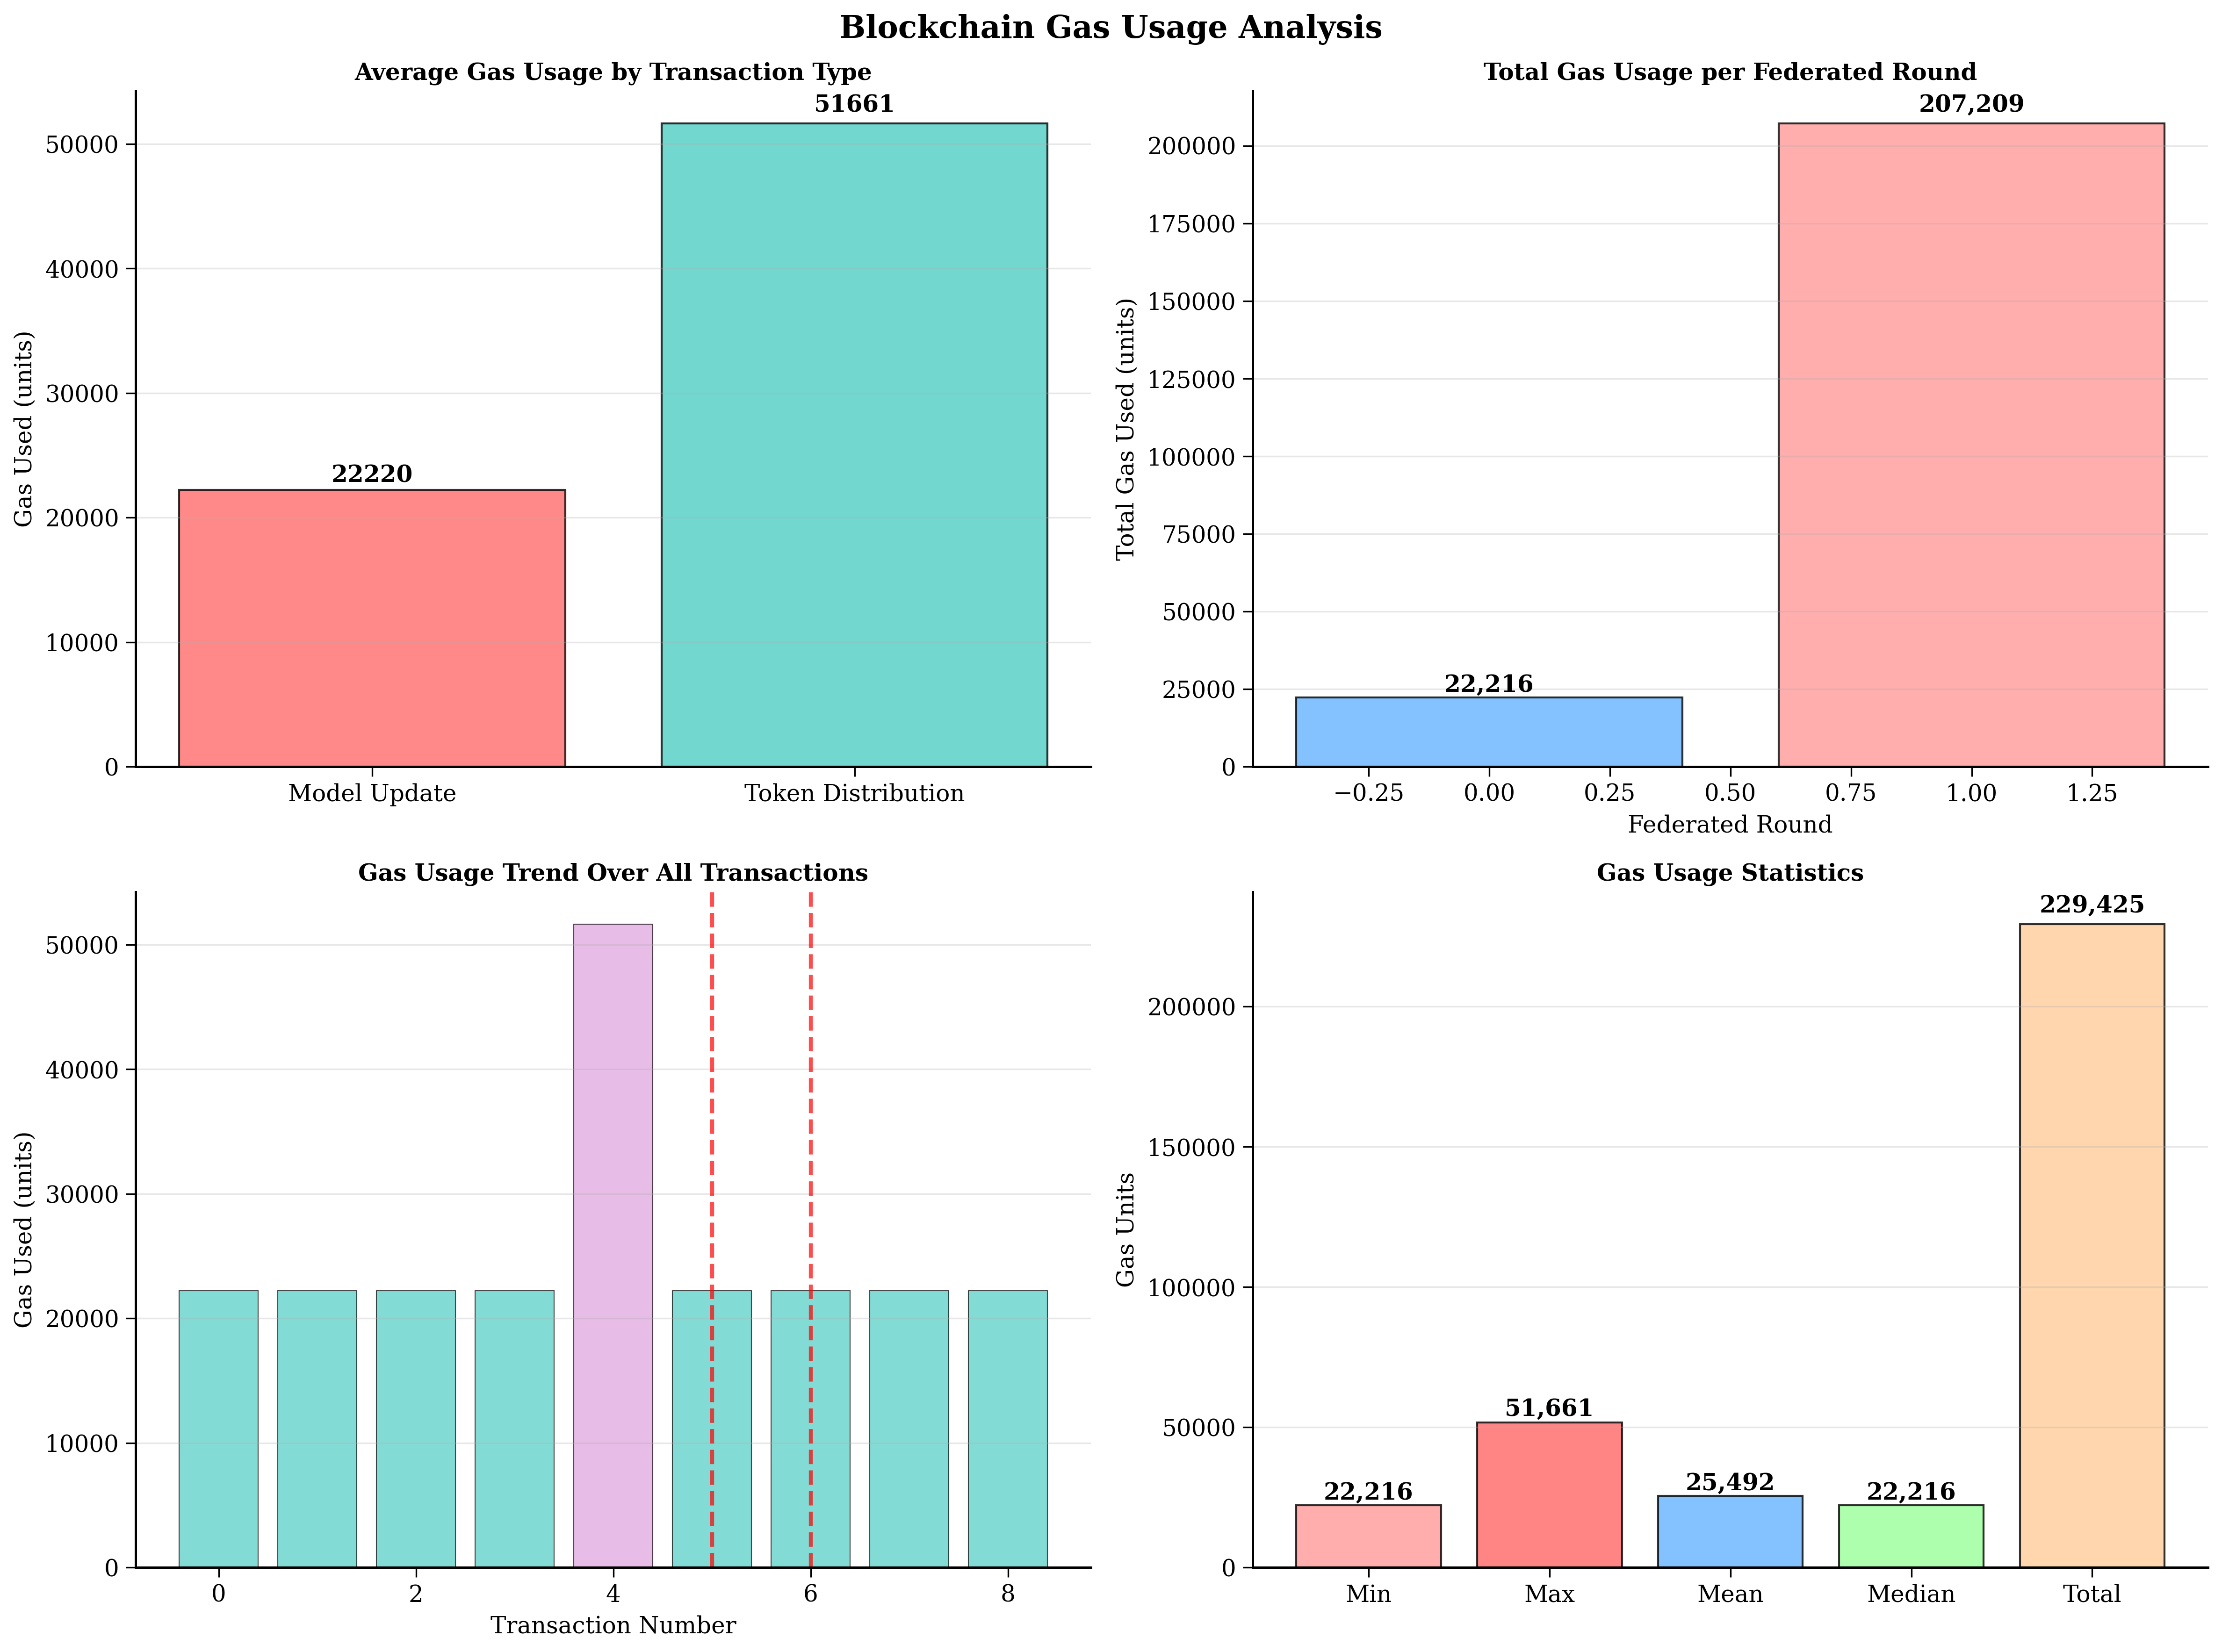 Blockchain Gas Usage Analysis
Average Gas Usage by Transaction Type
Gas Used (units)
50000
40000
30000
20000
10000
0
22220
51661
Model Update
Token Distribution
Total Gas Usage per Federated Round
Total Gas Used (units)
200000
175000
150000
125000
100000
75000
50000
25000
0
22,216
207,209
−0.25
0.00
0.25
0.50
0.75
1.00
1.25
Federated Round
Gas Usage Trend Over All Transactions
Gas Used (units)
50000
40000
30000
20000
10000
0
0
2
4
6
8
Transaction Number
Gas Usage Statistics
Gas Units
200000
150000
100000
50000
0
22,216
51,661
25,492
22,216
229,425
Min
Max
Mean
Median
Total